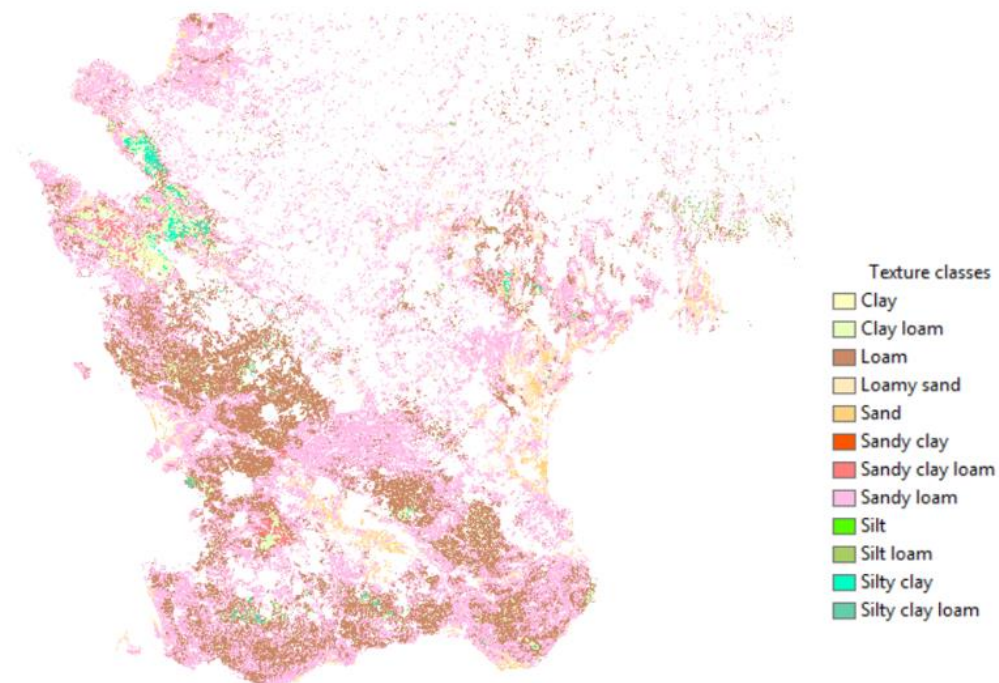 Texture classes
Clay
Clay loam
Loam
Loamy sand
Sand
Sandy clay
Sandy clay loam
Sandy loam
Silt
Silt loam
Silty clay
Silty clay loam